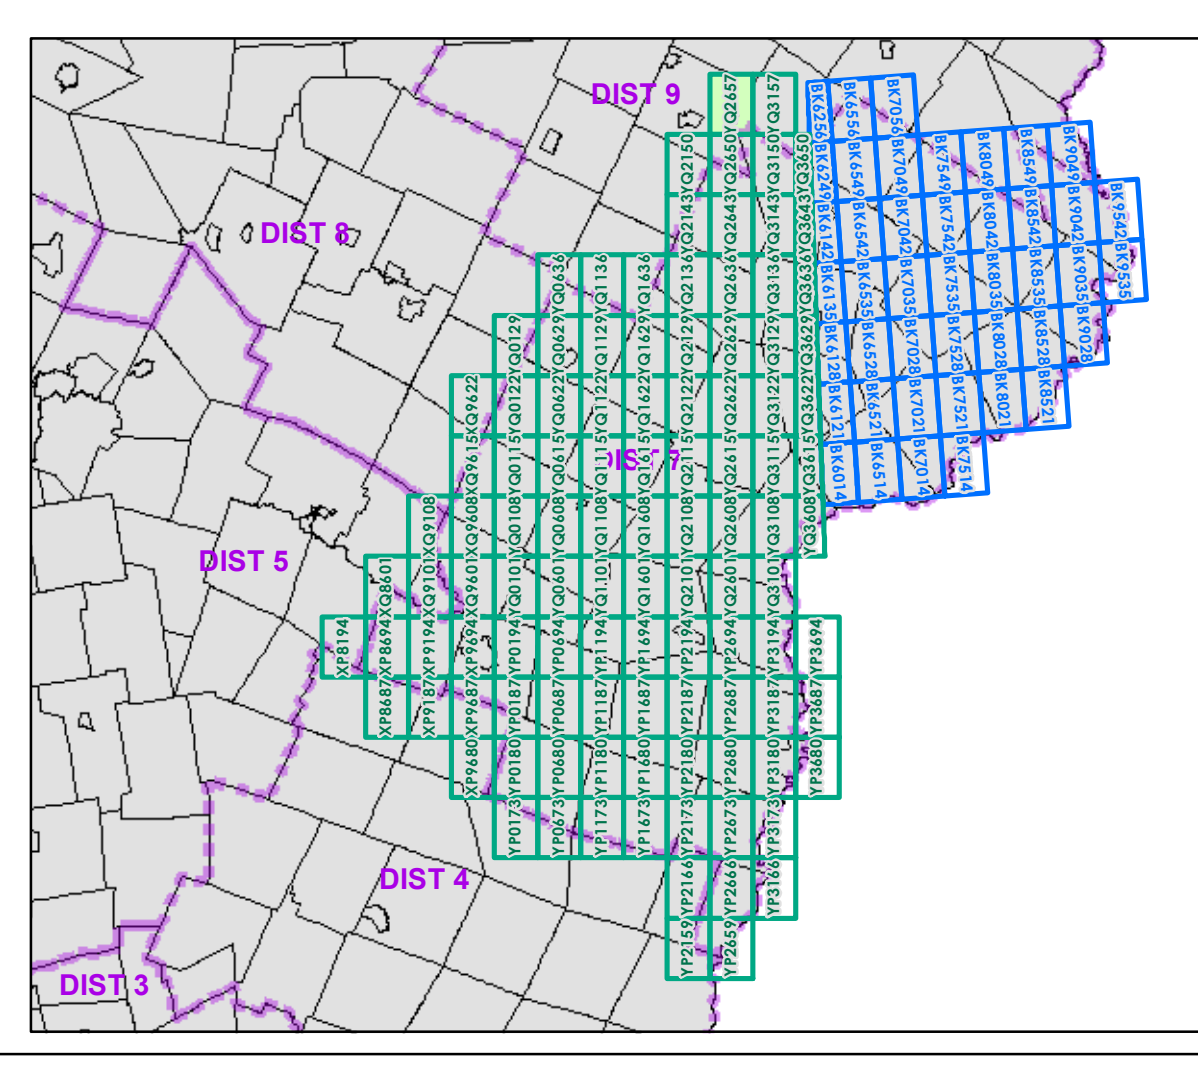 DIST 9
DIST 8
DIST 7
DIST 5
DIST 4
DIST 3
YQ2657 YQ3157
YQ2150 YQ2650 YQ3150 YQ3650
YQ2143 YQ2643 YQ3143 YQ3643
YQ0636 YQ1136 YQ1636 YQ2136 YQ2636 YQ3136 YQ3636
YQ0129 YQ0629 YQ1129 YQ1629 YQ2129 YQ2629 YQ3129 YQ3629
XQ9622 YQ0122 YQ0622 YQ1122 YQ1622 YQ2122 YQ2622 YQ3122 YQ3622
XQ9615 YQ0115 YQ0615 YQ1115 YQ1615 YQ2115 YQ2615 YQ3115 YQ3615
XQ9108 XQ9608 YQ0108 YQ0608 YQ1108 YQ1608 YQ2108 YQ2608 YQ3108 YQ3608
XQ8601 XQ9101 XQ9601 YQ0101 YQ0601 YQ1101 YQ1601 YQ2101 YQ2601 YQ3101
XP8194 XP8694 XP9194 XP9694 YP0194 YP0694 YP1194 YP1694 YP2194 YP2694 YP3194 YP3694
XP8687 XP9187 XP9687 YP0187 YP0687 YP1187 YP1687 YP2187 YP2687 YP3187 YP3687
XP9680 YP0180 YP0680 YP1180 YP1680 YP2180 YP2680 YP3180 YP3680
YP0173 YP0673 YP1173 YP1673 YP2173 YP2673 YP3173
YP2166 YP2666 YP3166
YP2159 YP2659
BK6256 BK6556 BK7056
BK6249 BK6549 BK7049 BK7549 BK8049 BK8549 BK9049
BK6142 BK6542 BK7042 BK7542 BK8042 BK8542 BK9042 BK9542
BK6135 BK6535 BK7035 BK7535 BK8035 BK8535 BK9035 BK9535
BK6128 BK6528 BK7028 BK7528 BK8028 BK8528 BK9028
BK6121 BK6521 BK7021 BK7521 BK8021 BK8521
BK6014 BK6514 BK7014 BK7514